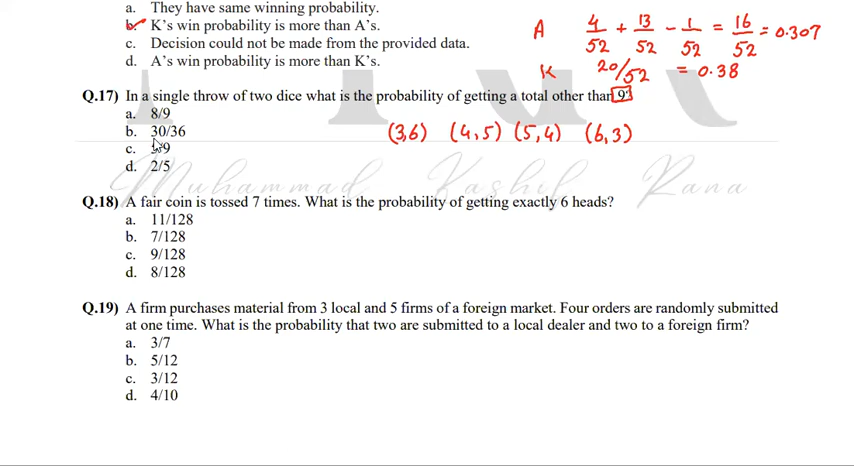 a. They have same winning probability.
b. K's win probability is more than A's.
c. Decision could not be made from the provided data.
d. A's win probability is more than K's.
A 4/52 + 13/52 - 1/52 = 16/52 = 0.307
K 20/52 = 0.38
Q.17) In a single throw of two dice what is the probability of getting a total other than 9?
a. 8/9
b. 30/36
(3,6) (4,5) (5,4) (6,3)
c. 9
d. 2/5
Muhammad Kashif Rana
Q.18) A fair coin is tossed 7 times. What is the probability of getting exactly 6 heads?
a. 11/128
b. 7/128
c. 9/128
d. 8/128
Q.19) A firm purchases material from 3 local and 5 firms of a foreign market. Four orders are randomly submitted
at one time. What is the probability that two are submitted to a local dealer and two to a foreign firm?
a. 3/7
b. 5/12
c. 3/12
d. 4/10